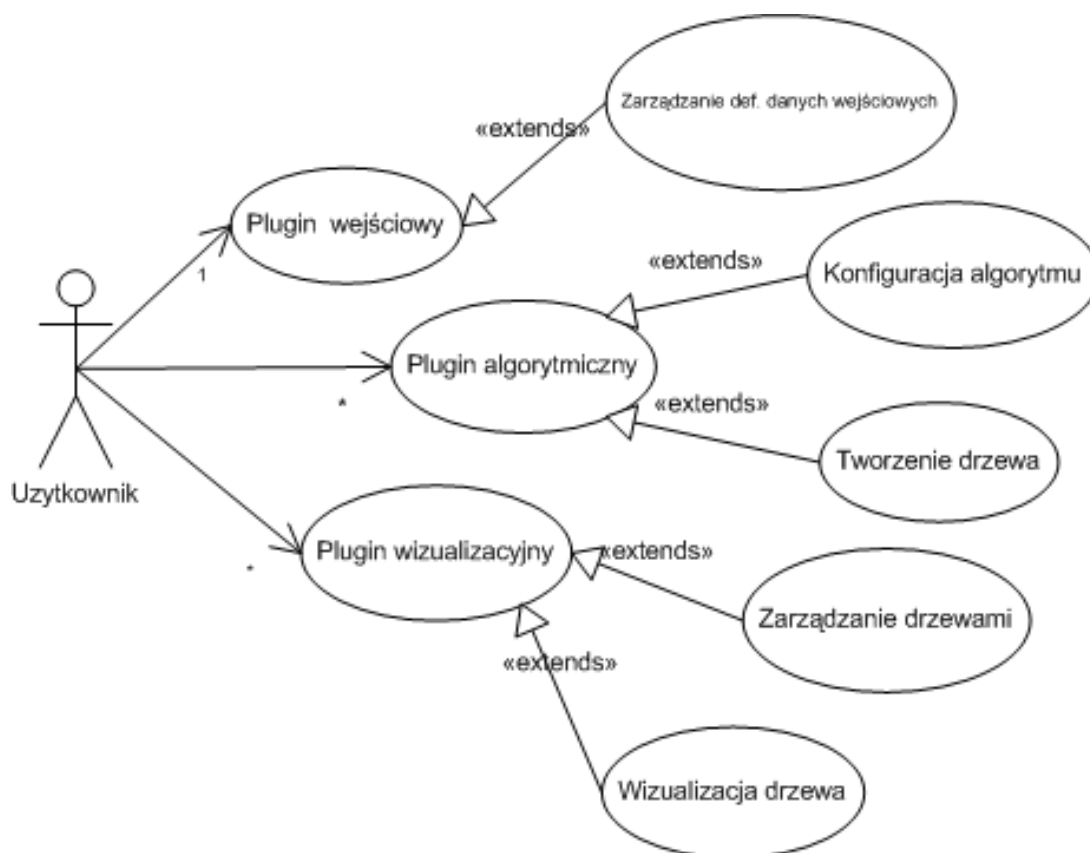 Zarządzanie def. danych wejściowych
«extends»
Plugin wejściowy
1
«extends»
Konfiguracja algorytmu
Plugin algorytmiczny
*
«extends»
Tworzenie drzewa
Uzytkownik
Plugin wizualizacyjny
*
«extends»
Zarządzanie drzewami
«extends»
Wizualizacja drzewa